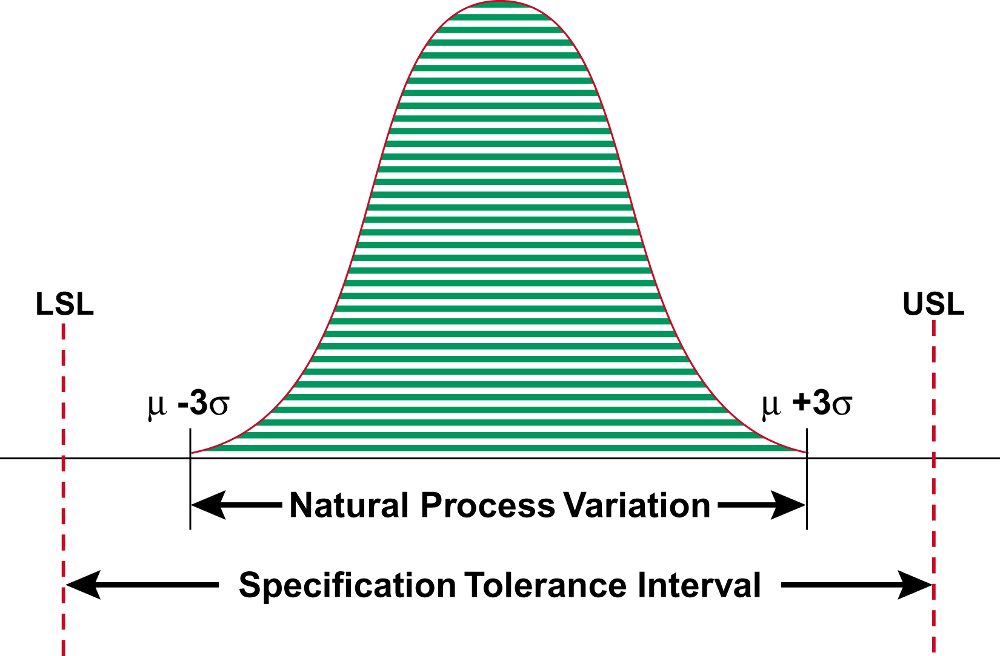 LSL
USL
μ -3σ
μ +3σ
Natural Process Variation
Specification Tolerance Interval